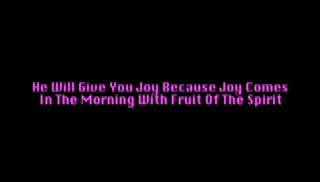 He Will Give You Joy Because Joy Comes
In The Morning With Fruit Of The Spirit